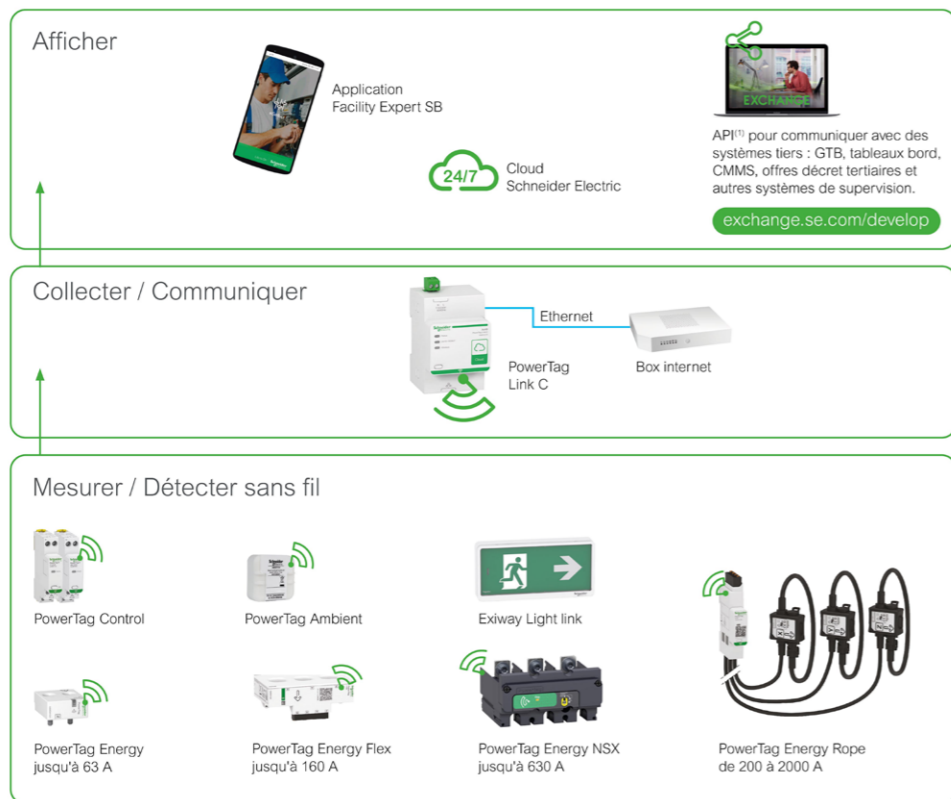 Afficher
Application
Facility Expert SB
24/7
Cloud
Schneider Electric
EXCHANGE
API(1) pour communiquer avec des
systèmes tiers : GTB, tableaux bord,
CMMS, offres décret tertiaires et
autres systèmes de supervision.
exchange.se.com/develop
Collecter / Communiquer
Ethernet
PowerTag
Link C
Box internet
Mesurer / Détecter sans fil
PowerTag Control
PowerTag Ambient
Exiway Light link
PowerTag Energy
jusqu'à 63 A
PowerTag Energy Flex
jusqu'à 160 A
PowerTag Energy NSX
jusqu'à 630 A
PowerTag Energy Rope
de 200 à 2000 A